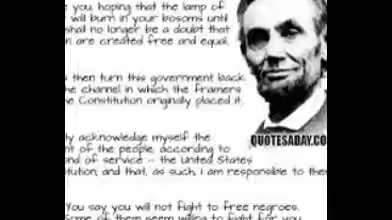 e you, hoping that the lamp of
will burn in your bosoms until
shall no longer be a doubt that
n are created free and equal.
then turn this government back
he channel in which the framers
he Constitution originally placed it.
ly acknowledge myself the
nt of the people, according to
ond of service -- the United States
itution; and that, as such, I am responsible to the
You say you will not fight to free negroes.
Some of them seem willing to fight for you
QUOTESADAY.CO